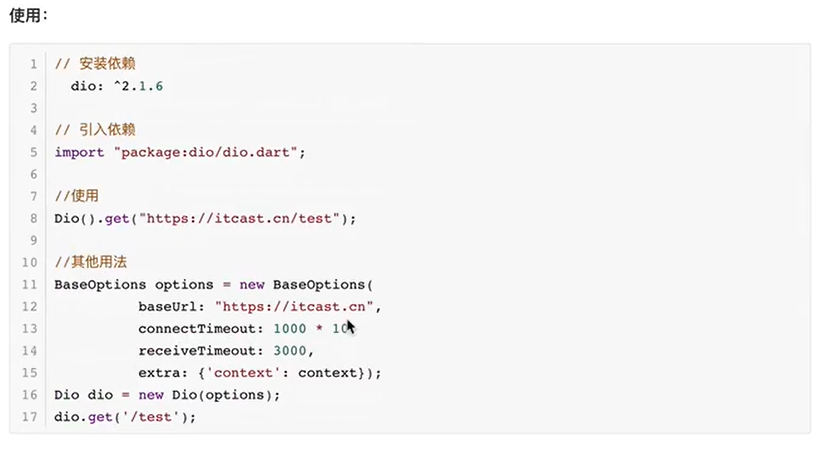 使用：
1 // 安装依赖
2 dio: ^2.1.6
3
4 // 引入依赖
5 import "package:dio/dio.dart";
6
7 //使用
8 Dio().get("https://itcast.cn/test");
9
10 //其他用法
11 BaseOptions options = new BaseOptions(
12 baseUrl: "https://itcast.cn",
13 connectTimeout: 1000 * 10
14 receiveTimeout: 3000,
15 extra: {'context': context});
16 Dio dio = new Dio(options);
17 dio.get('/test');